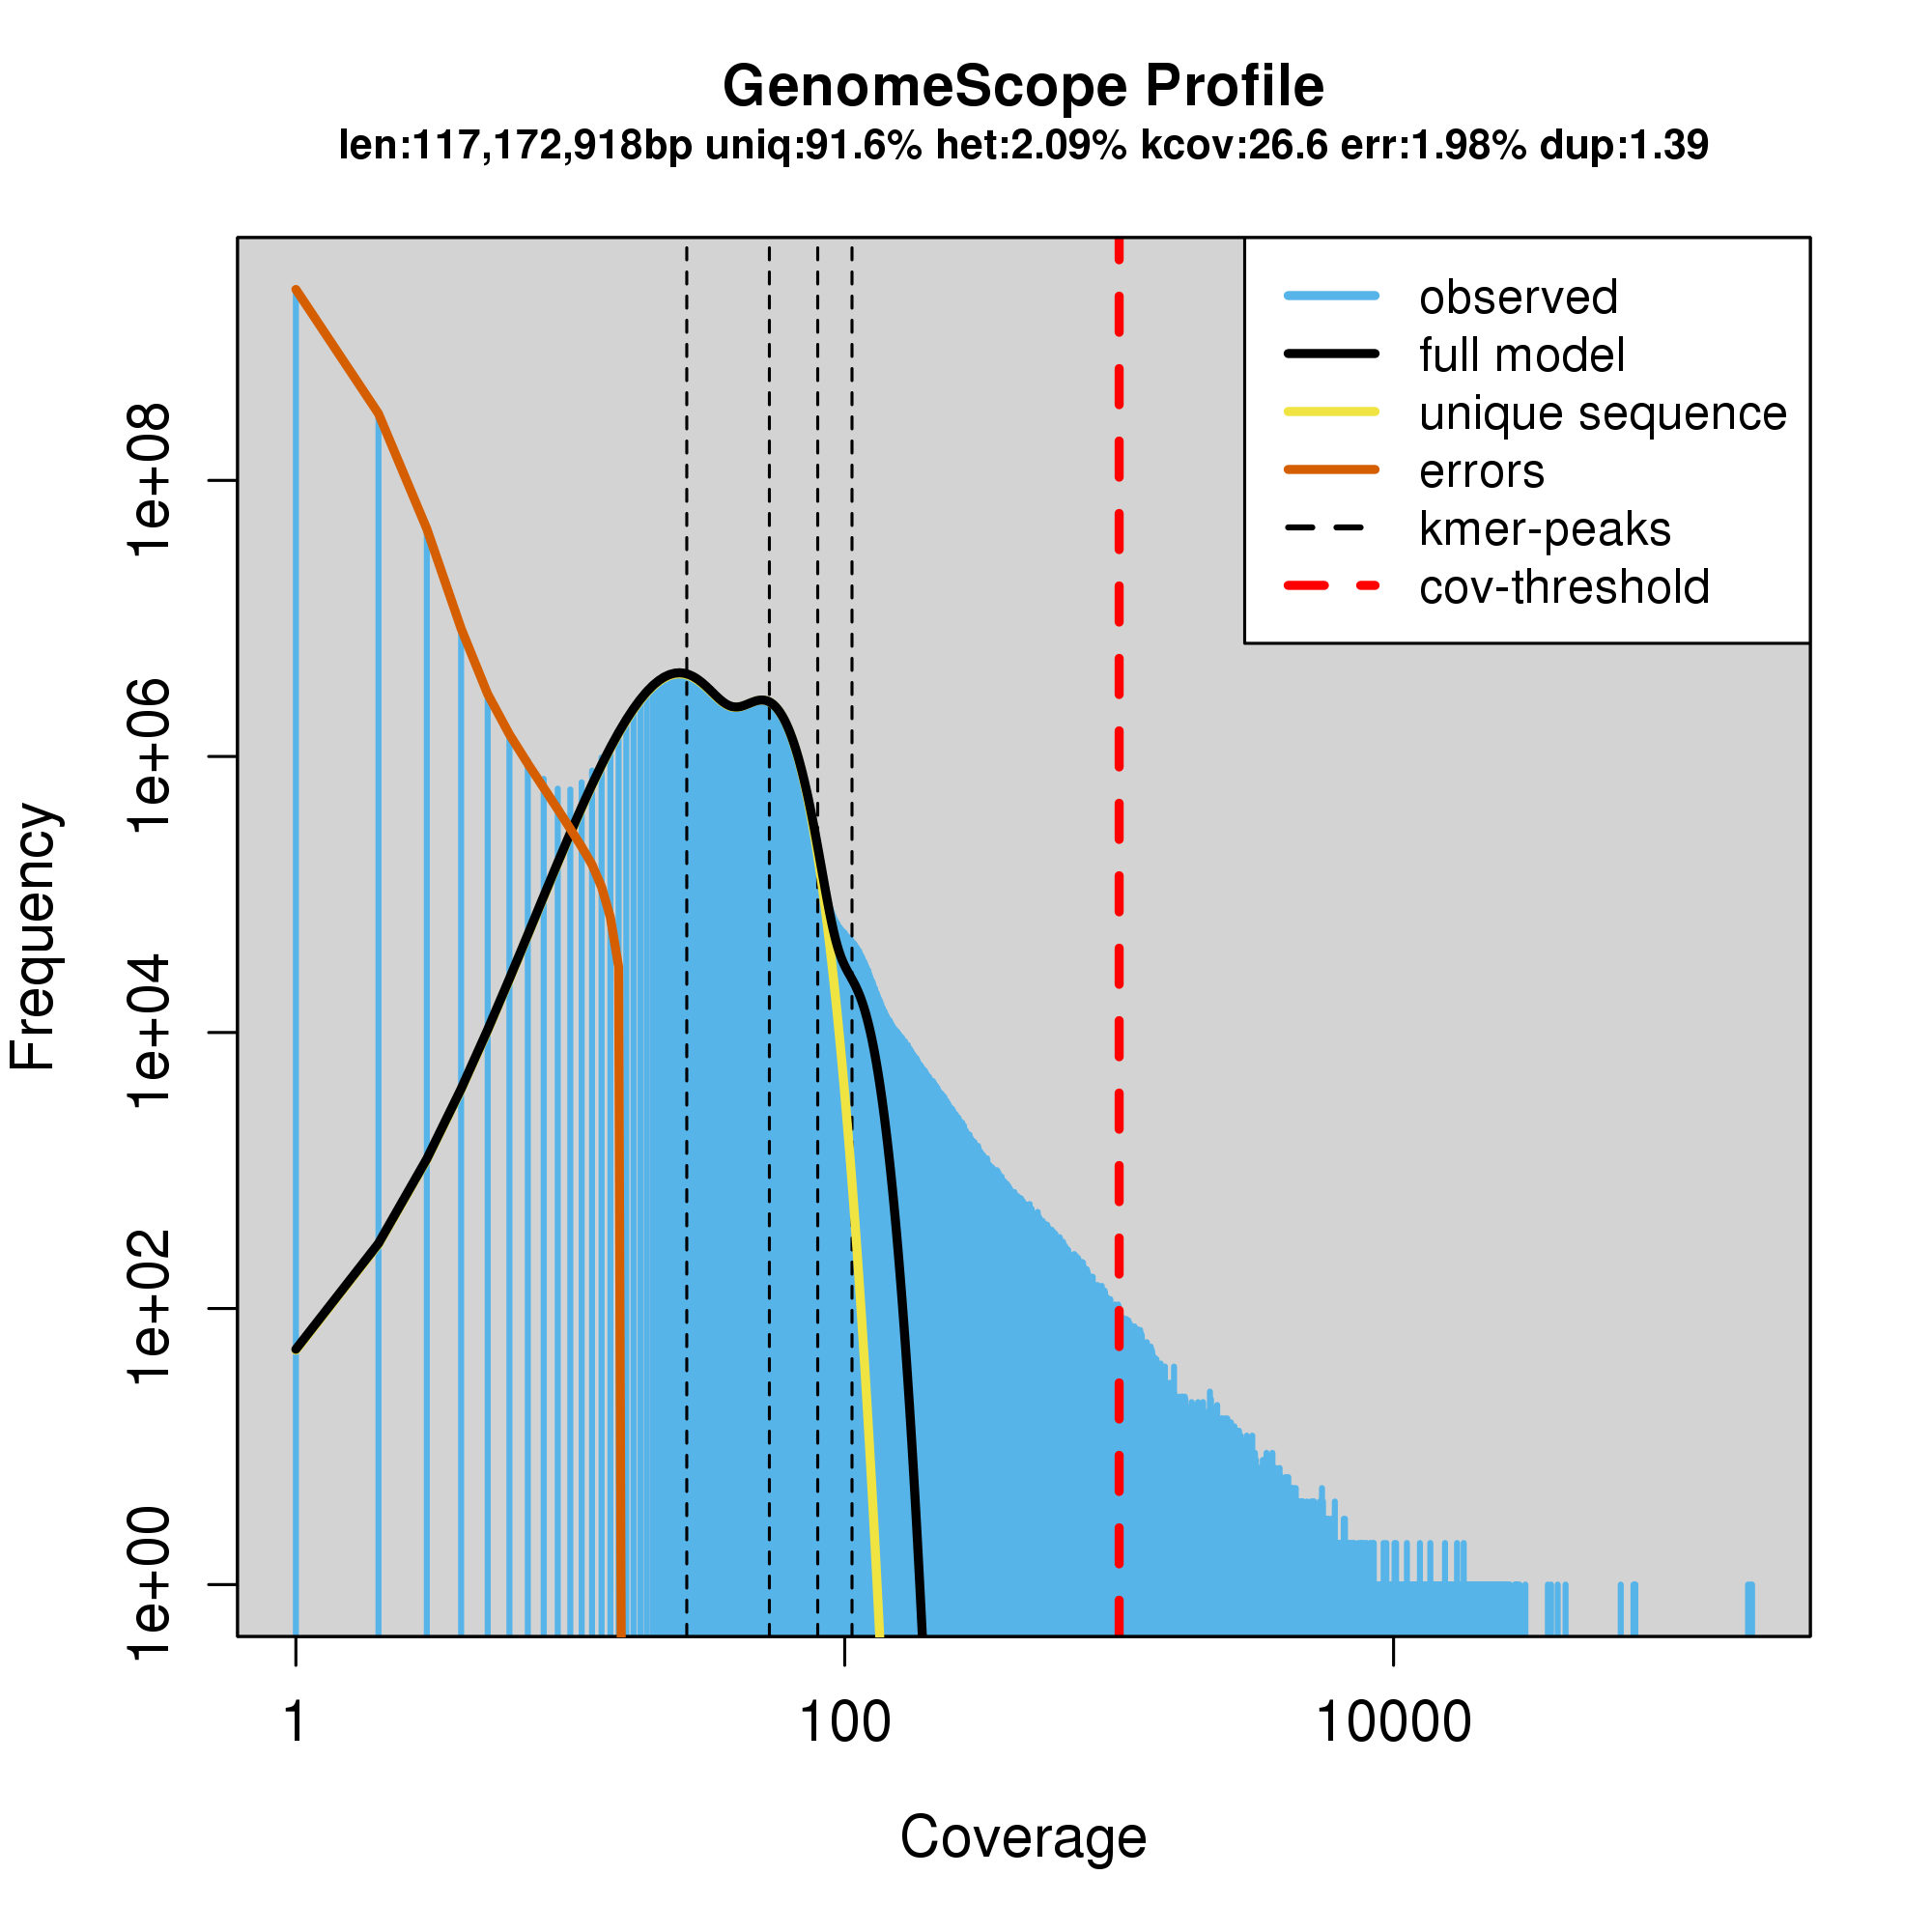 GenomeScope Profile
len:117,172,918bp uniq:91.6% het:2.09% kcov:26.6 err:1.98% dup:1.39
observed
full model
unique sequence
errors
kmer-peaks
cov-threshold
Frequency
1e+08
1e+06
1e+04
1e+02
1e+00
1
100
10000
Coverage